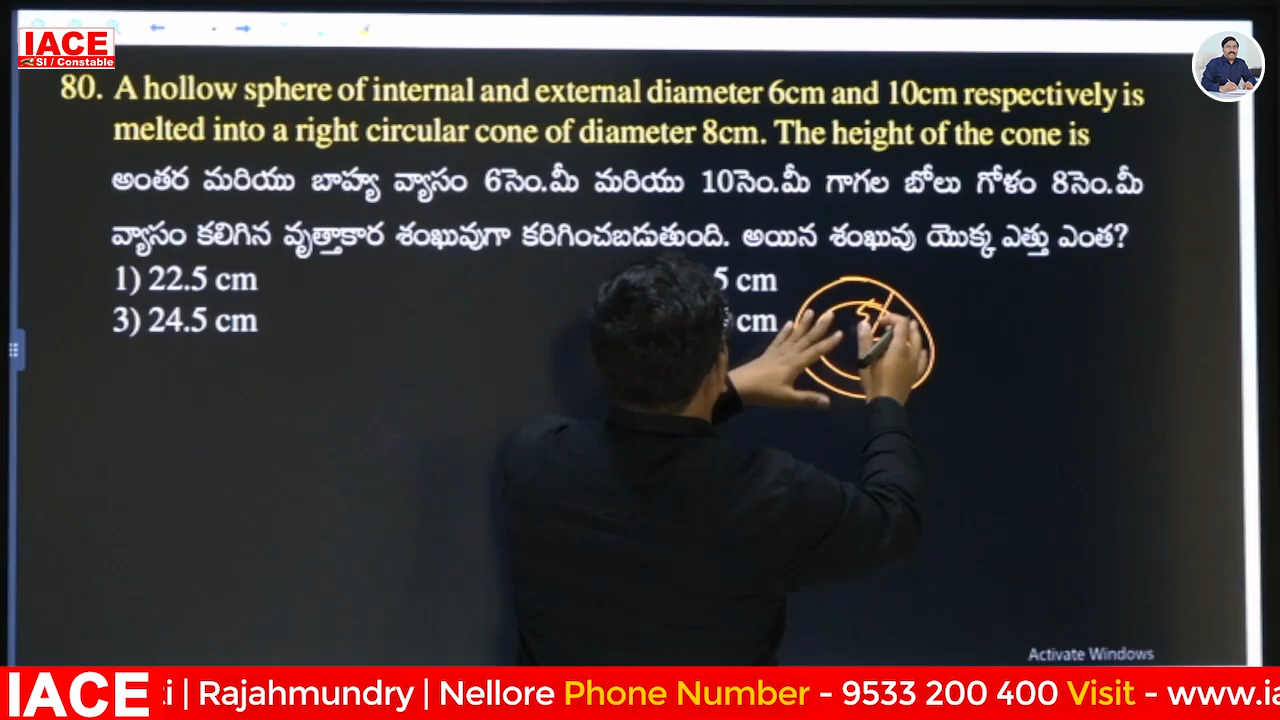 IACE
SI / Constable
80. A hollow sphere of internal and external diameter 6cm and 10cm respectively is
melted into a right circular cone of diameter 8cm. The height of the cone is
అంతర మరియు బాహ్య వ్యాసం 6సెం.మీ మరియు 10సెం.మీ గాగల బోలు గోళం 8సెం.మీ
వ్యాసం కలిగిన వృత్తాకార శంఖువుగా కరిగించబడుతుంది. అయిన శంఖువు యొక్క ఎత్తు ఎంత?
1) 22.5 cm
5 cm
3) 24.5 cm
cm
5
Activate Windows
IACE
ti | Rajahmundry | Nellore Phone Number - 9533 200 400 Visit - www.ia